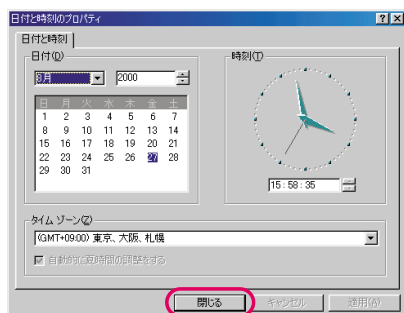 日付と時刻のプロパティ
日付と時刻
日付(D)
時刻(T)
2000
日 月 火 水 木 金 土
1 2 3 4 5 6 7
8 9 10 11 12 13 14
15 16 17 18 19 20 21
22 23 24 25 26 27 28
29 30 31
15:58:35
タイム ゾーン(Z)
(GMT+09:00) 東京、大阪、札幌
自動的に夏時間の調整をする
閉じる キャンセル 適用(A)